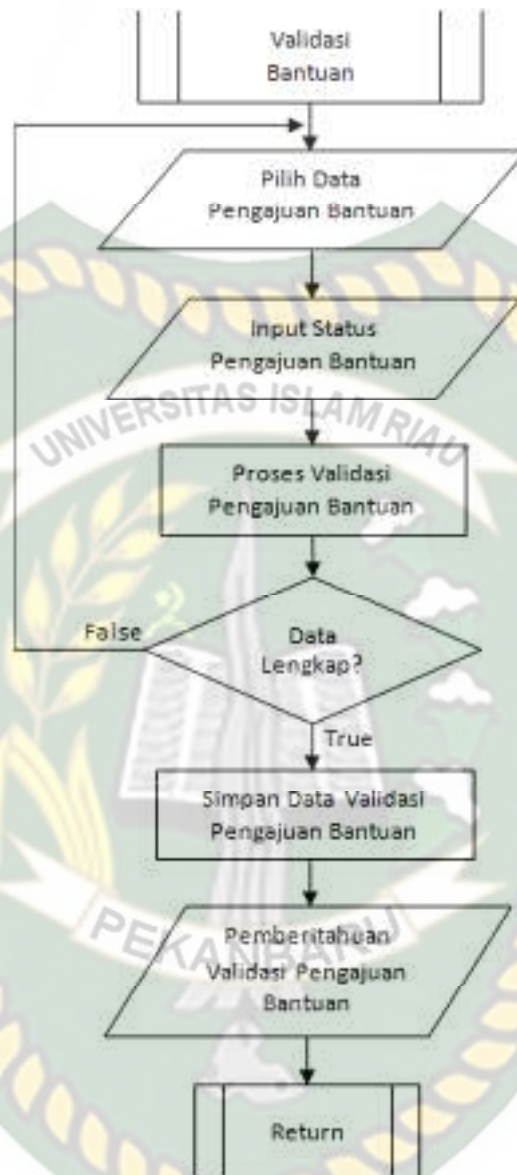 Validasi
Bantuan
Pilih Data
Pengajuan Bantuan
Input Status
Pengajuan Bantuan
UNIVERSITAS ISLAM RIAU
Proses Validasi
Pengajuan Bantuan
False
Data
Lengkap?
True
Simpan Data Validasi
Pengajuan Bantuan
PEKANBARU
Pemberitahuan
Validasi Pengajuan
Bantuan
Return